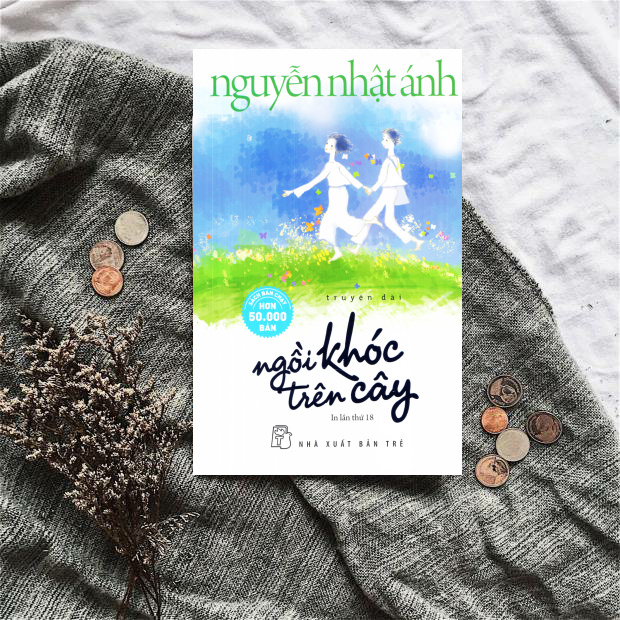 nguyễn nhật ánh
truyện dài
SÁCH BÁN CHẠY
HƠN
50.000
BẢN
ngồi khóc
trên cây
In lần thứ 18
NHÀ XUẤT BẢN TRẺ